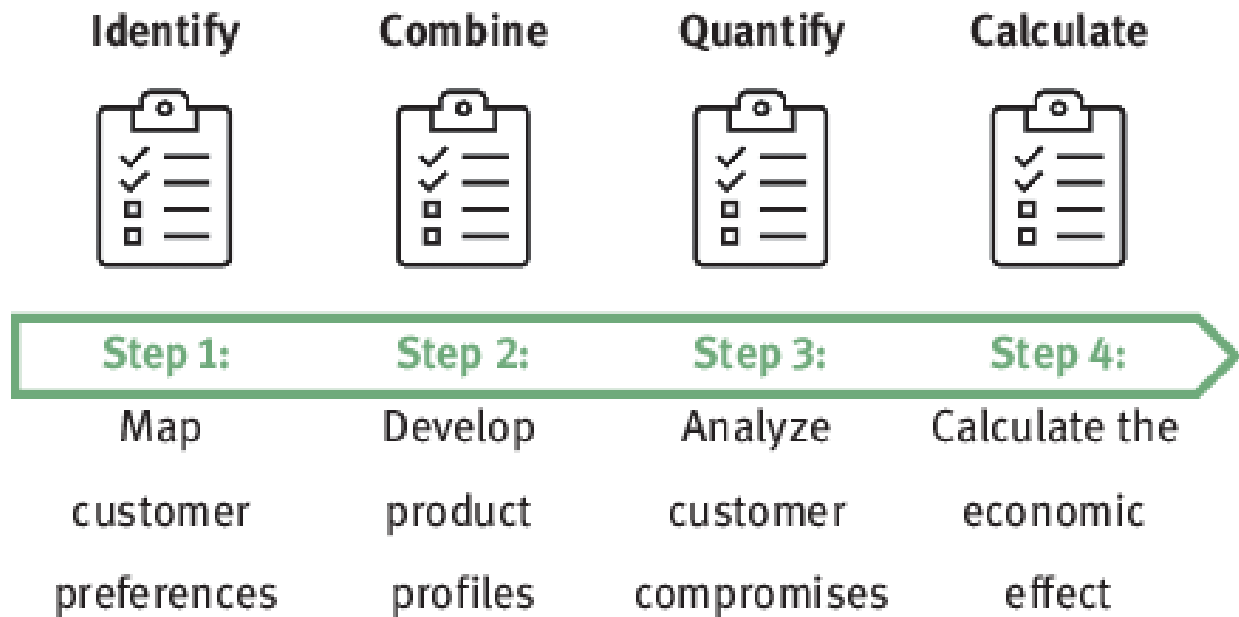 Identify Combine Quantify Calculate
Step 1: Step 2: Step 3: Step 4:
Map Develop Analyze Calculate the
customer product customer economic
preferences profiles compromises effect